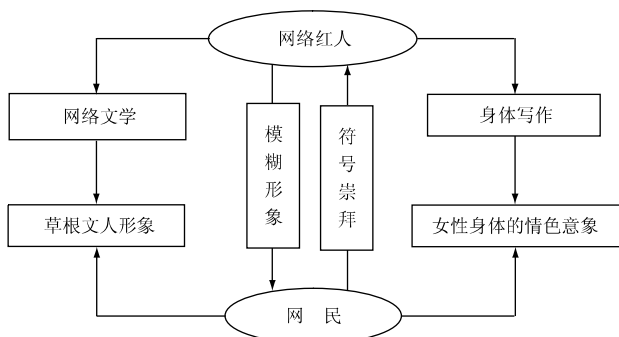 网络红人
网络文学
身体写作
模糊形象
符号崇拜
草根文人形象
女性身体的情色意象
网 民